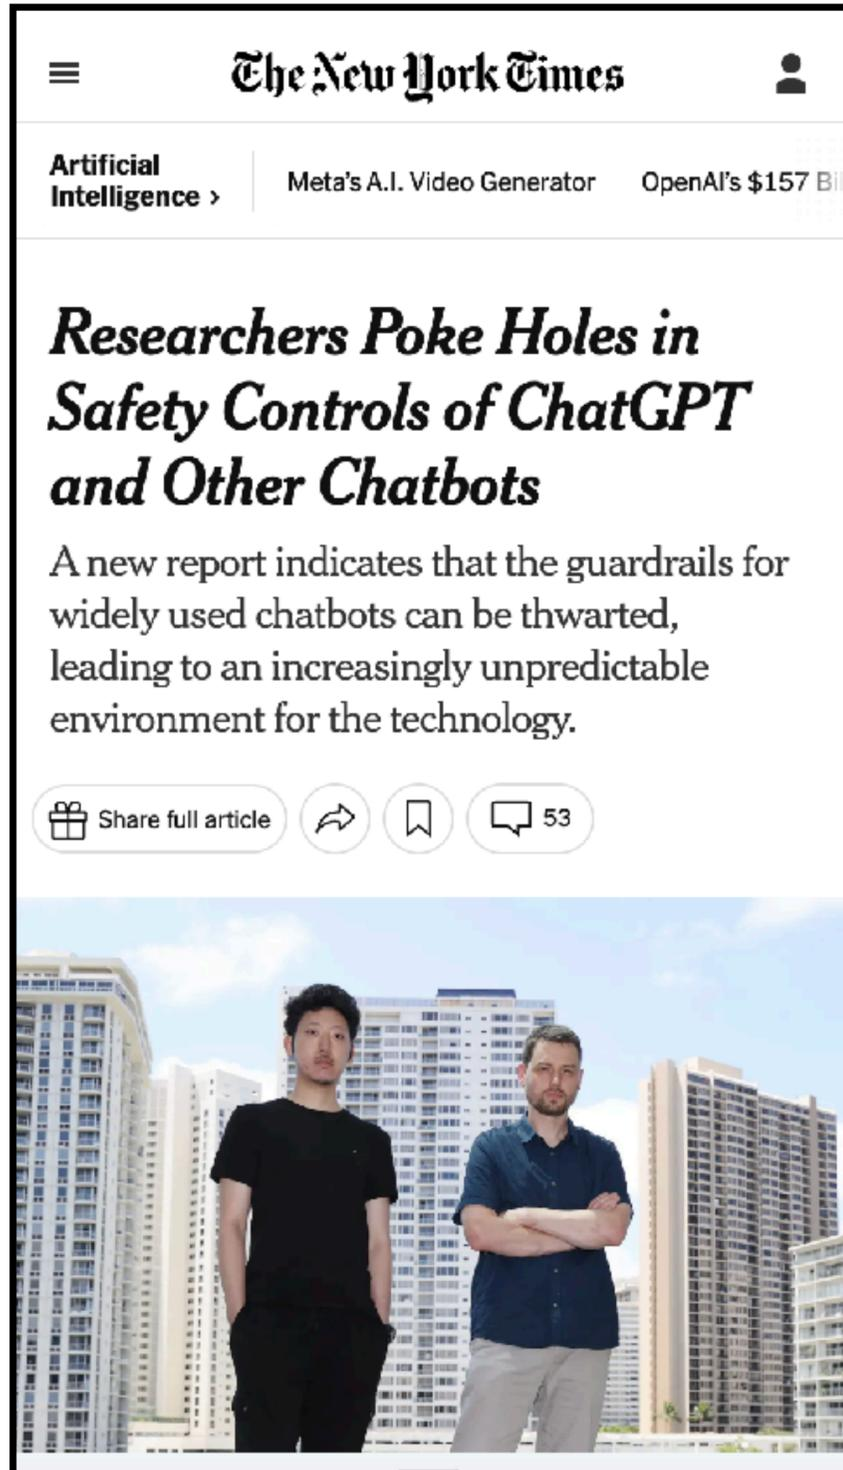 The New York Times
Artificial
Intelligence ›
Meta's A.I. Video Generator
OpenAI's $157
Researchers Poke Holes in
Safety Controls of ChatGPT
and Other Chatbots
A new report indicates that the guardrails for
widely used chatbots can be thwarted,
leading to an increasingly unpredictable
environment for the technology.
Share full article
53